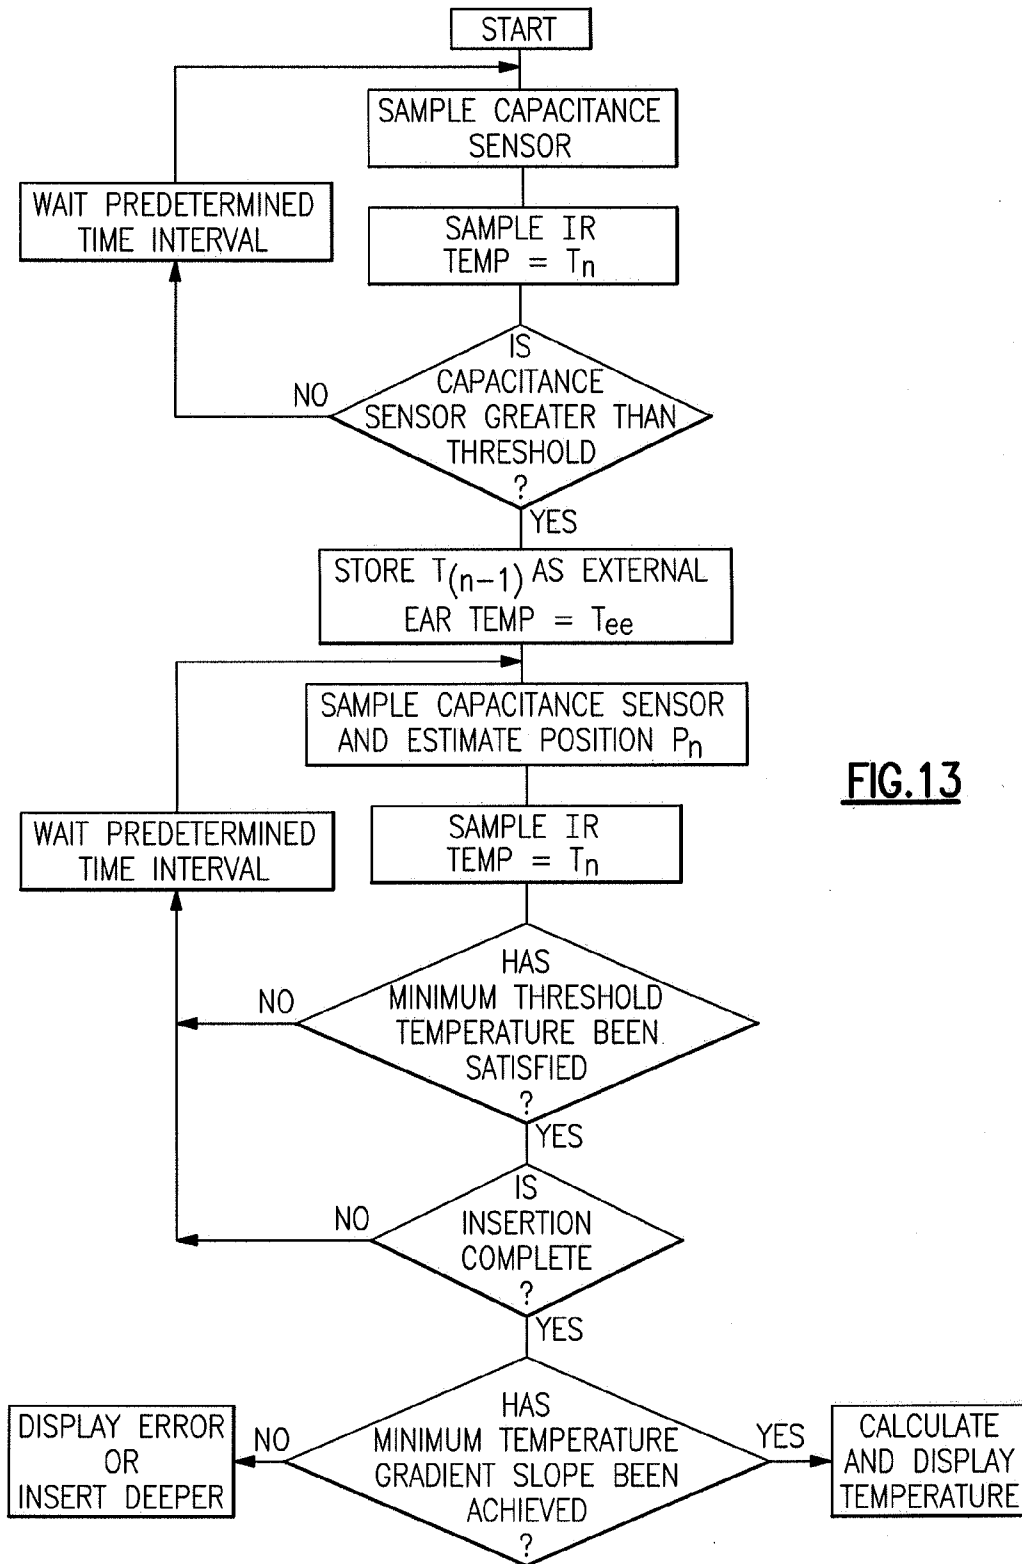 START
SAMPLE CAPACITANCE
SENSOR
WAIT PREDETERMINED
TIME INTERVAL
SAMPLE IR
TEMP = Tn
IS
CAPACITANCE
SENSOR GREATER THAN
THRESHOLD
?
NO
YES
STORE T(n-1) AS EXTERNAL
EAR TEMP = Tee
SAMPLE CAPACITANCE SENSOR
AND ESTIMATE POSITION Pn
FIG.13
WAIT PREDETERMINED
TIME INTERVAL
SAMPLE IR
TEMP = Tn
HAS
MINIMUM THRESHOLD
TEMPERATURE BEEN
SATISFIED
?
NO
YES
IS
INSERTION
COMPLETE
?
NO
YES
HAS
MINIMUM TEMPERATURE
GRADIENT SLOPE BEEN
ACHIEVED
?
NO
DISPLAY ERROR
OR
INSERT DEEPER
YES
CALCULATE
AND DISPLAY
TEMPERATURE